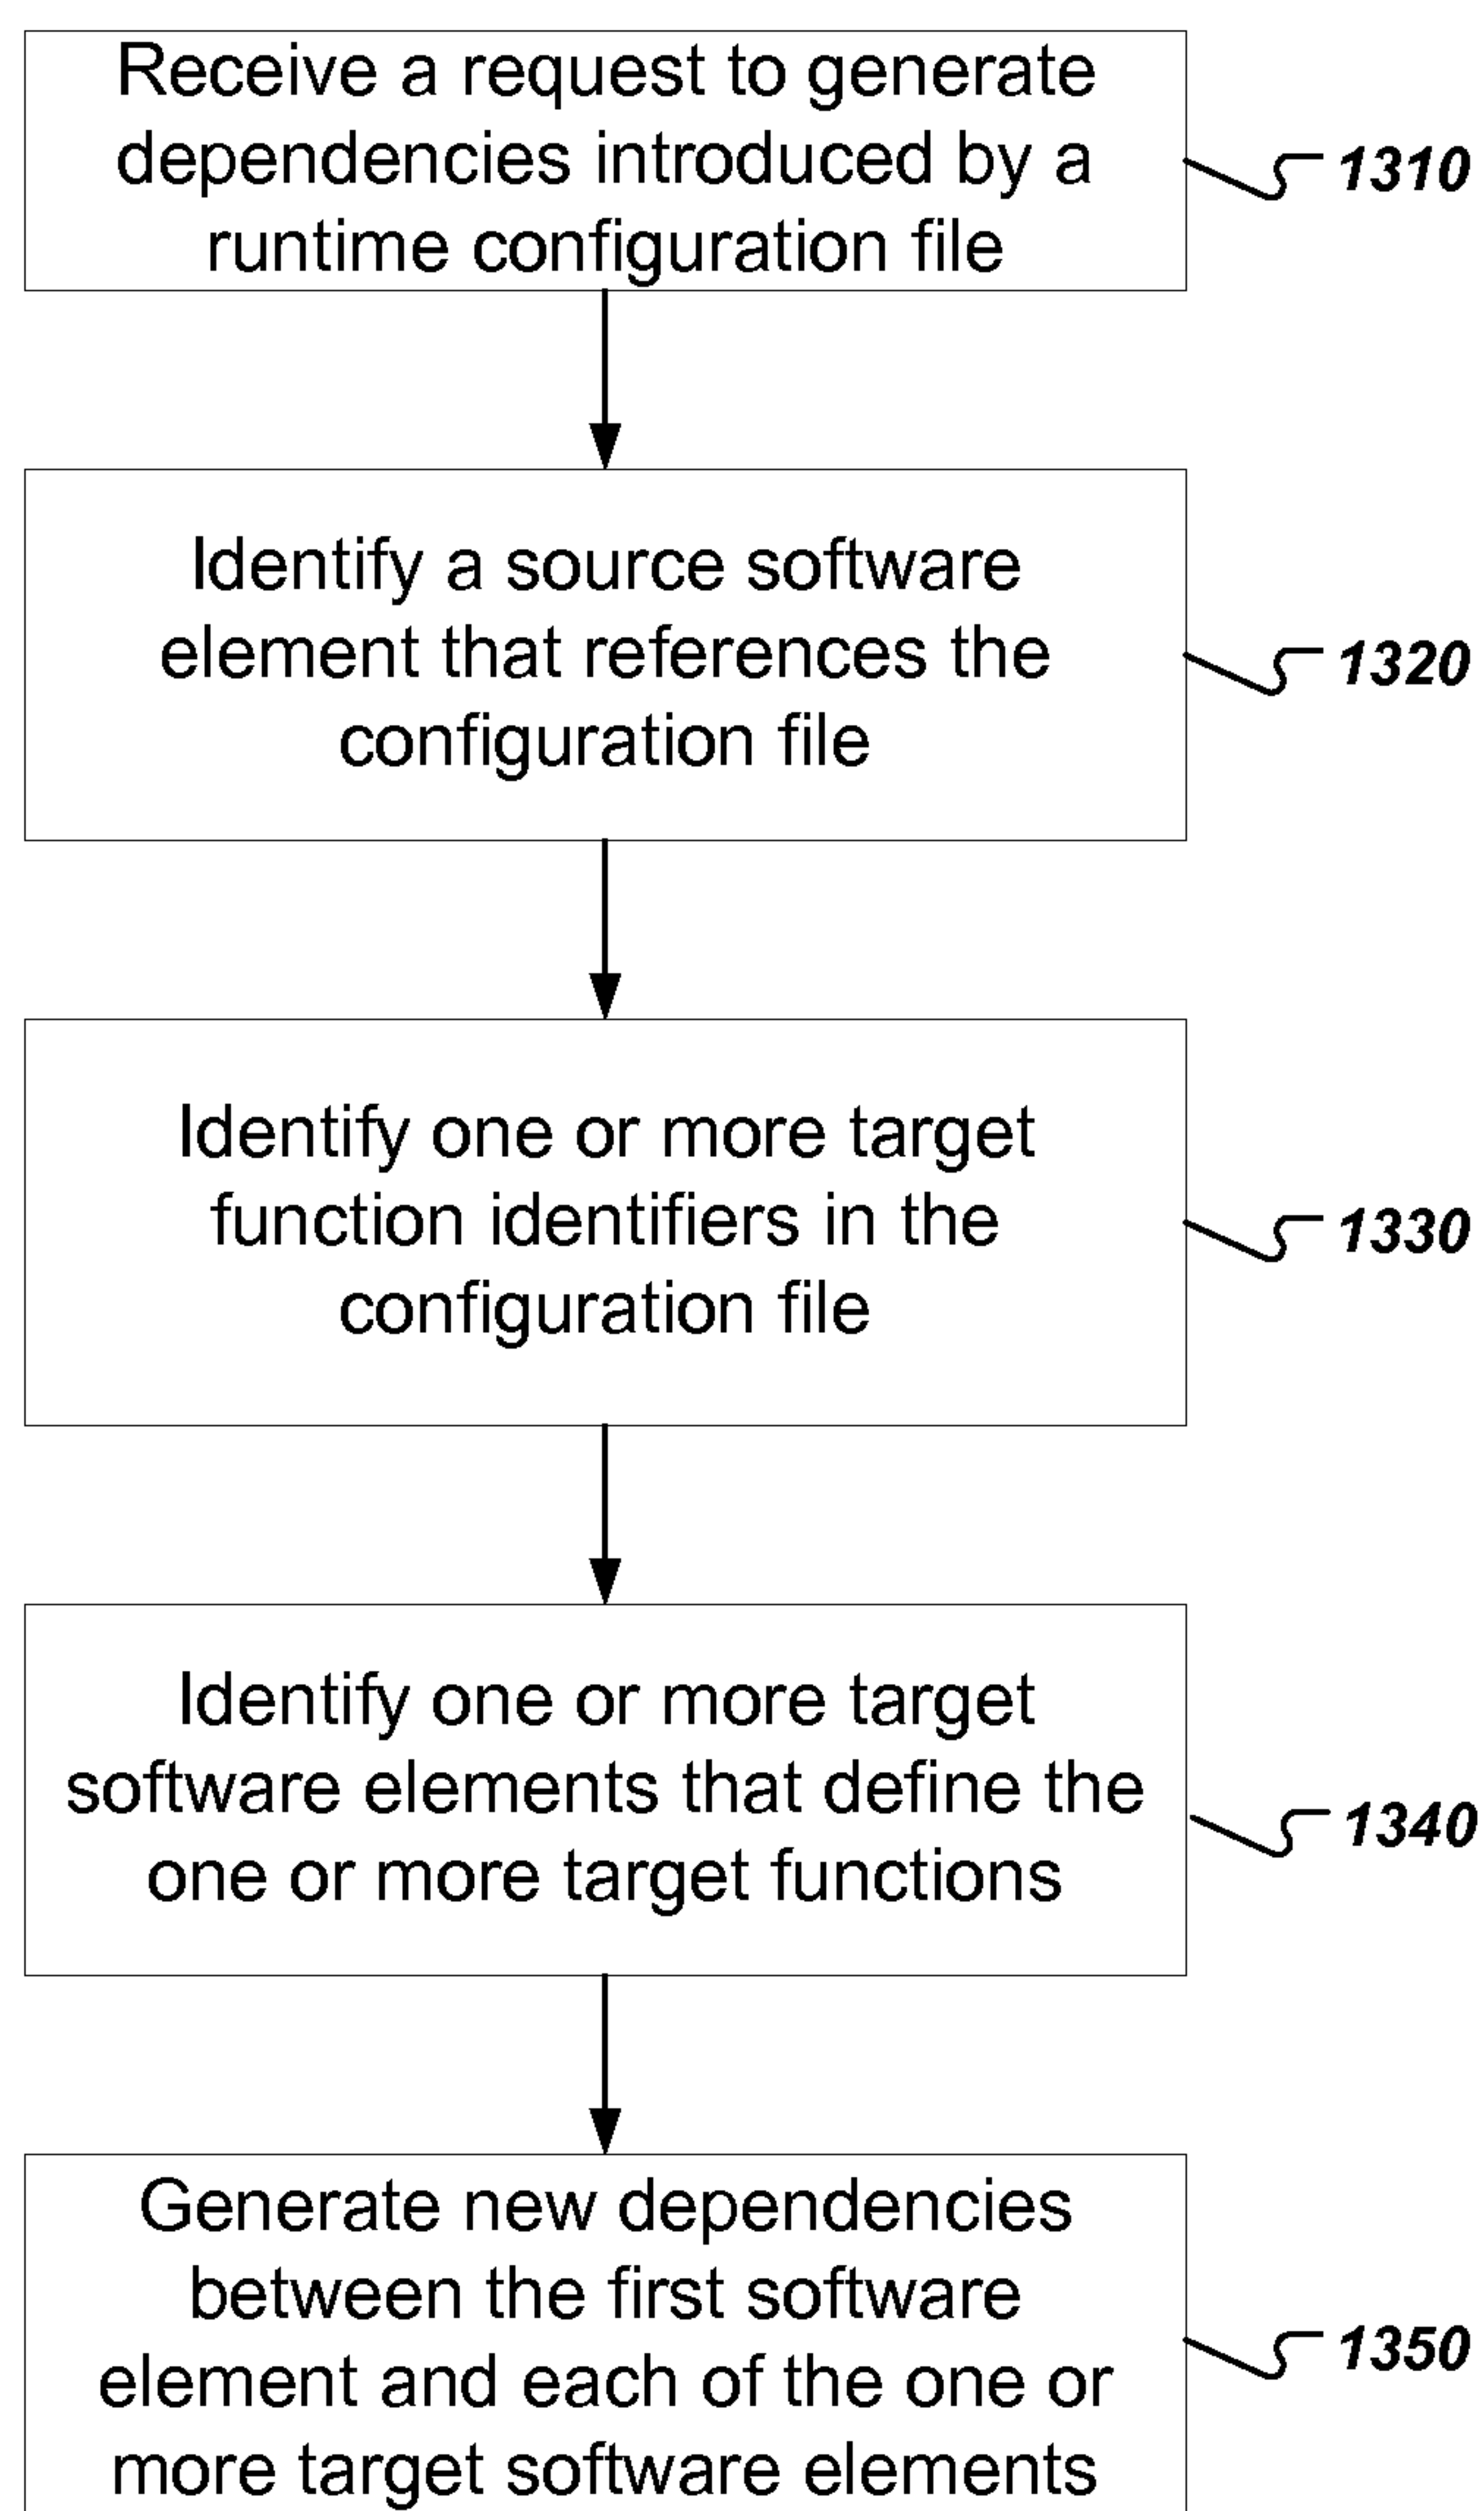 Receive a request to generate
dependencies introduced by a
runtime configuration file
1310
Identify a source software
element that references the
configuration file
1320
Identify one or more target
function identifiers in the
configuration file
1330
Identify one or more target
software elements that define the
one or more target functions
1340
Generate new dependencies
between the first software
element and each of the one or
more target software elements
1350